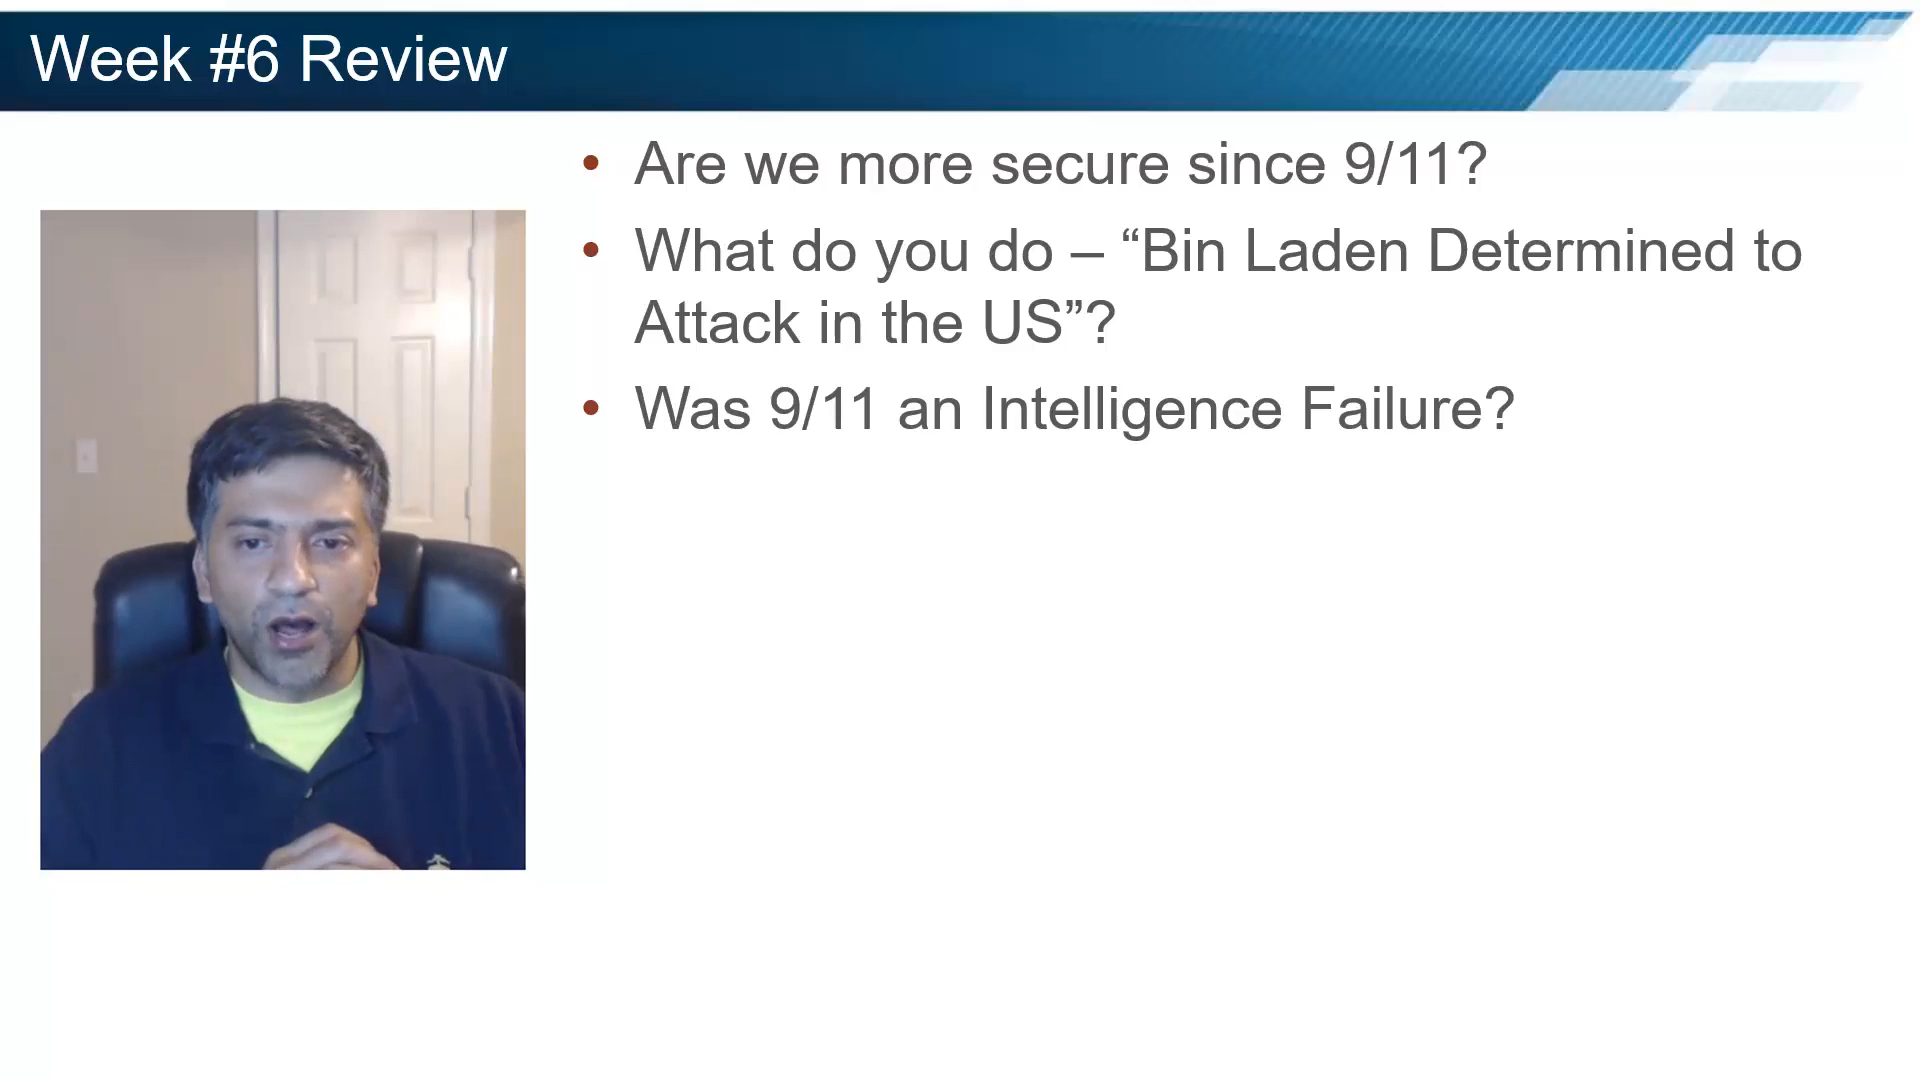 Week #6 Review
• Are we more secure since 9/11?
• What do you do – “Bin Laden Determined to
Attack in the US”?
• Was 9/11 an Intelligence Failure?